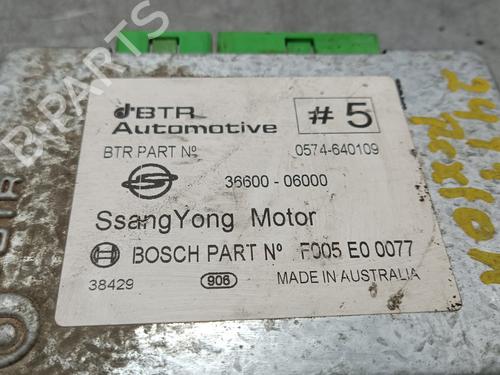 BTR
Automotive
# 5
BTR PART Nº 0574-640109
36600 - 06000
SsangYong Motor
BOSCH PART Nº F005 E0 0077
38429 906 MADE IN AUSTRALIA
Rexton